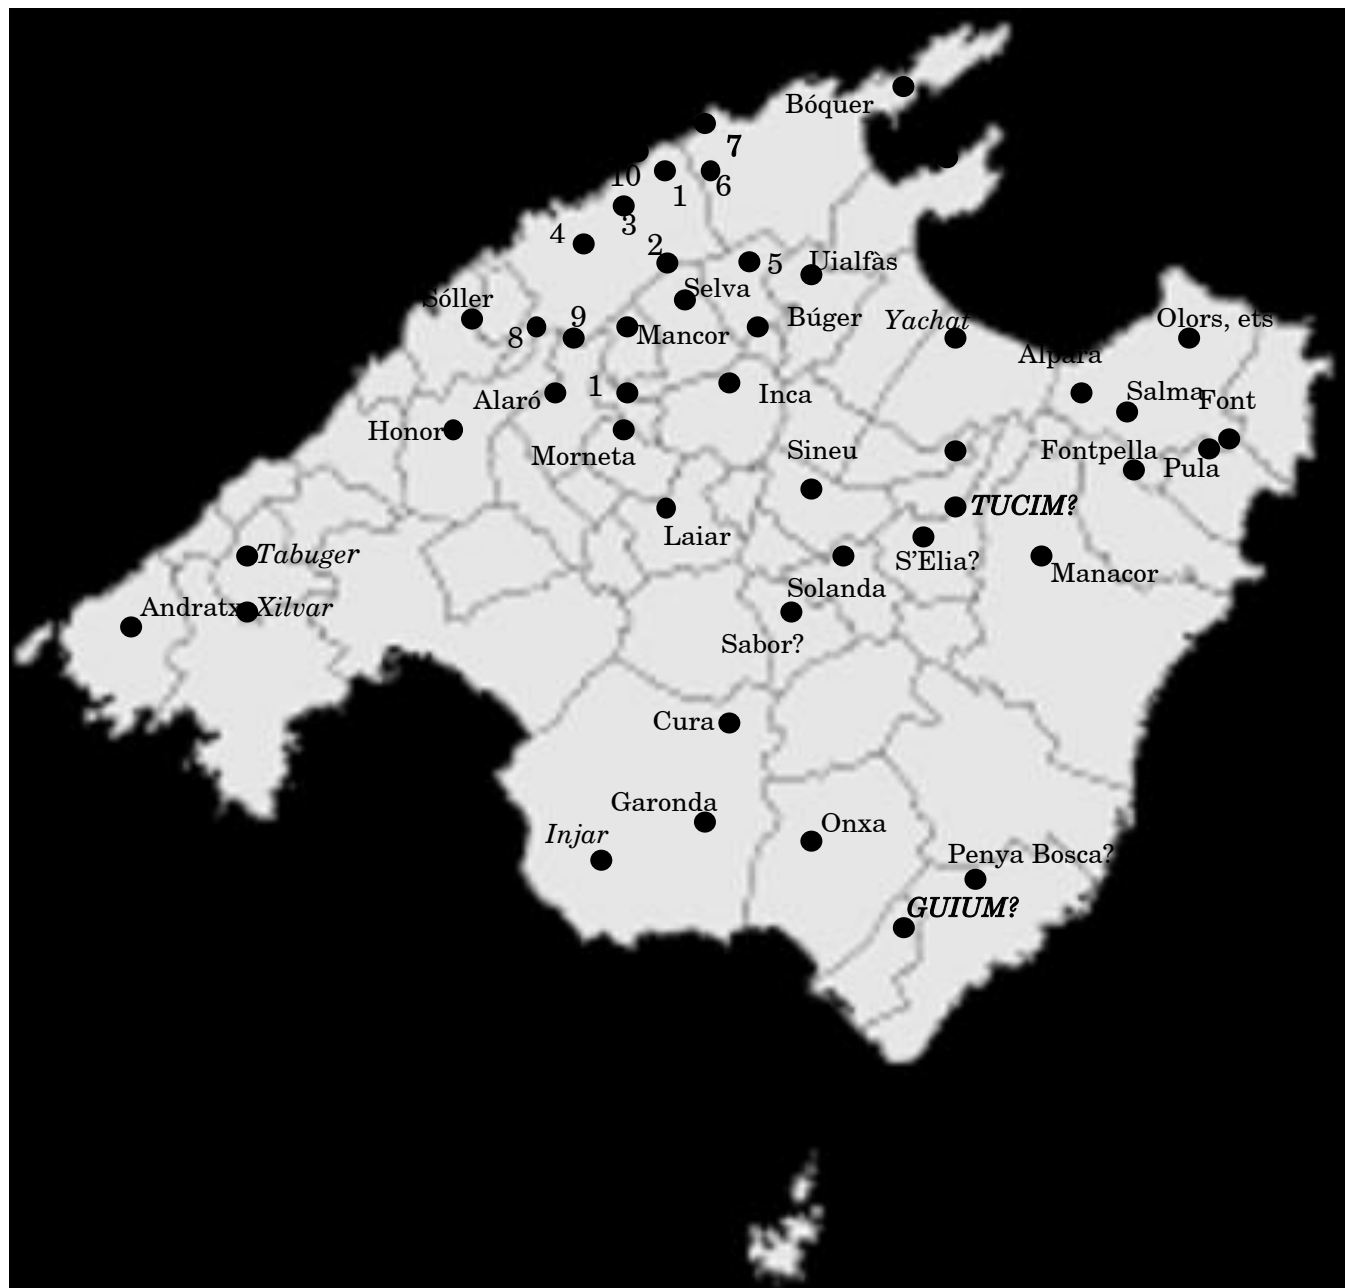 Bóquer
7
10
1
6
3
4
2
5
Uialfàs
Selva
Sóller
8
9
Mancor
Búger
Yachat
Olors, ets
Alpara
Alaró
1
Inca
Salma
Font
Honor
Morneta
Sineu
Fontpella
Pula
Laiar
TUCIM?
Tabuger
S'Elia?
Manacor
Solanda
Andratx
Xilvar
Sabor?
Cura
Garonda
Injar
Onxa
Penya Bosca?
GUIUM?